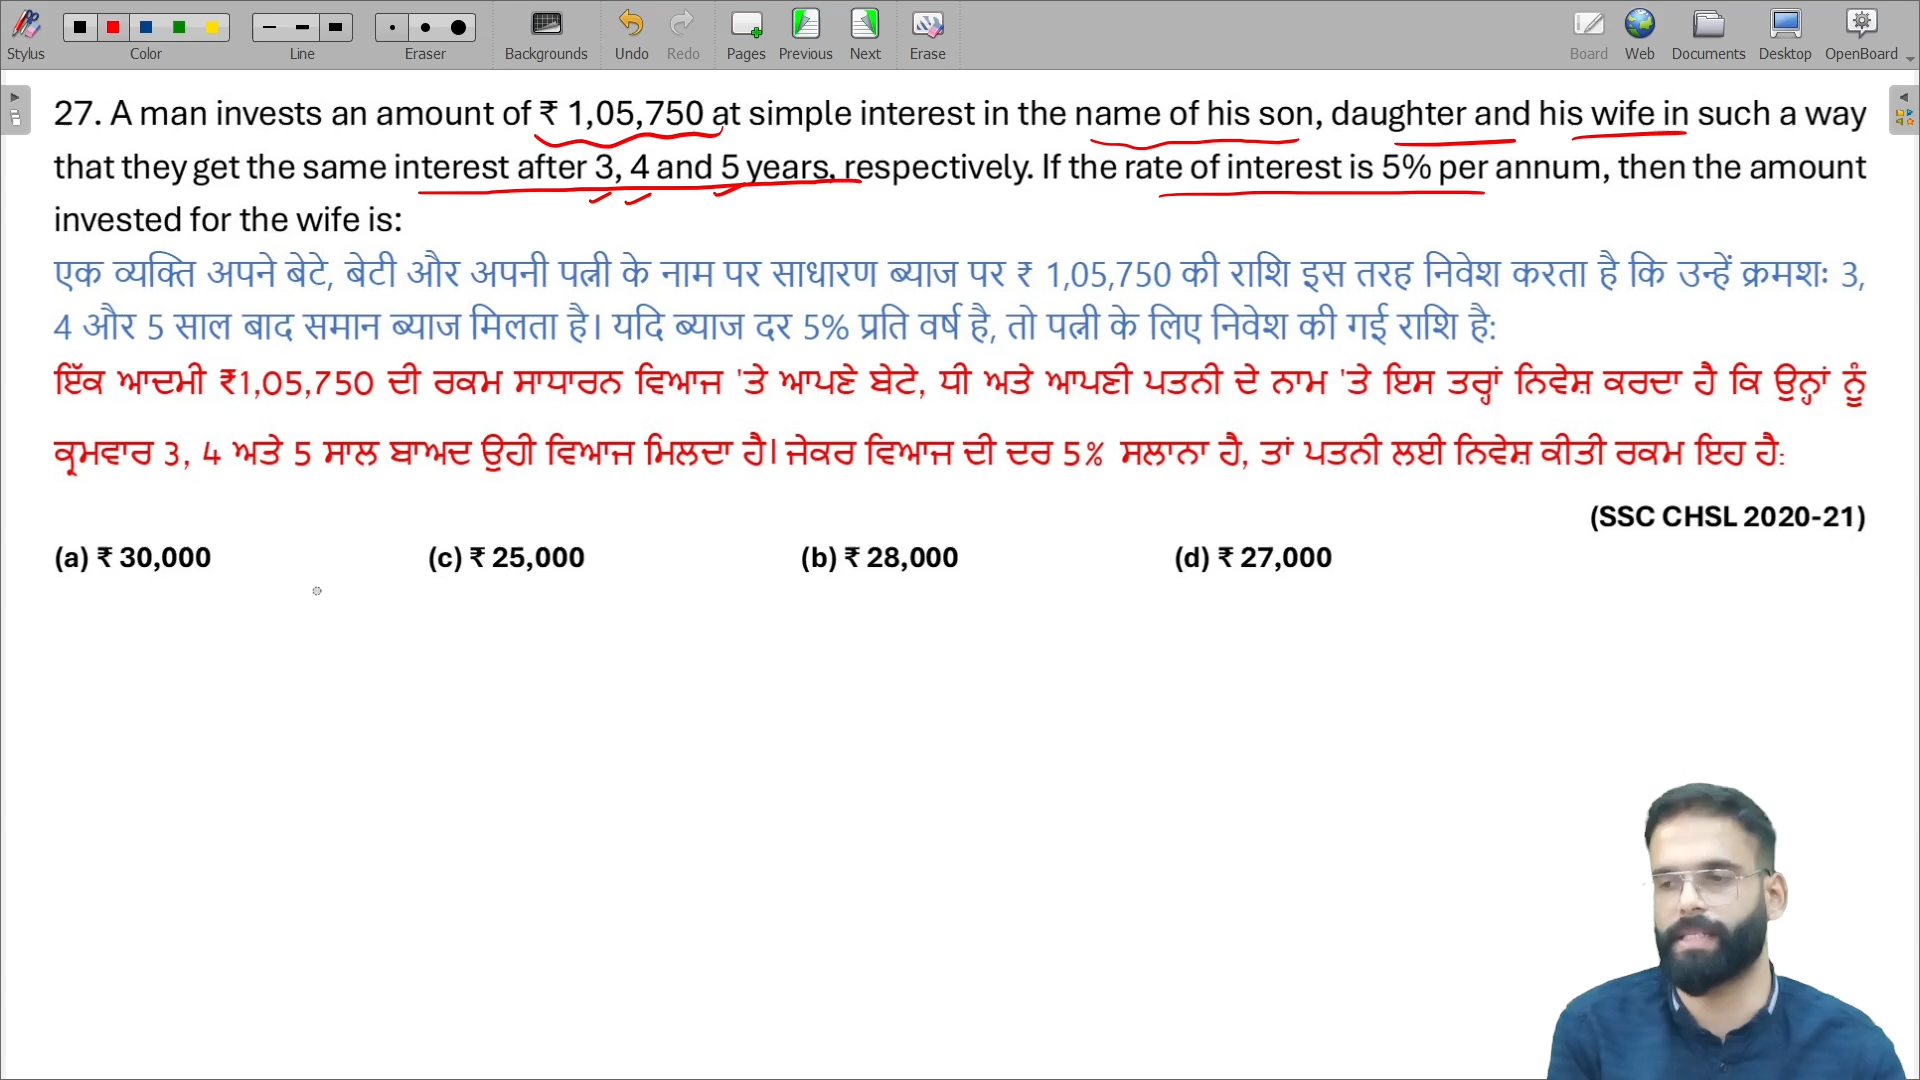 Stylus
Color
Line
Eraser
Backgrounds
Undo
Redo
Pages
Previous
Next
Erase
Board
Web
Documents
Desktop
OpenBoard
27. A man invests an amount of ₹ 1,05,750 at simple interest in the name of his son, daughter and his wife in such a way
that they get the same interest after 3, 4 and 5 years, respectively. If the rate of interest is 5% per annum, then the amount
invested for the wife is:
एक व्यक्ति अपने बेटे, बेटी और अपनी पत्नी के नाम पर साधारण ब्याज पर ₹ 1,05,750 की राशि इस तरह निवेश करता है कि उन्हें क्रमशः 3,
4 और 5 साल बाद समान ब्याज मिलता है। यदि ब्याज दर 5% प्रति वर्ष है, तो पत्नी के लिए निवेश की गई राशि है:
ਇੱਕ ਆਦਮੀ ₹1,05,750 ਦੀ ਰਕਮ ਸਾਧਾਰਨ ਵਿਆਜ 'ਤੇ ਆਪਣੇ ਬੇਟੇ, ਧੀ ਅਤੇ ਆਪਣੀ ਪਤਨੀ ਦੇ ਨਾਮ 'ਤੇ ਇਸ ਤਰ੍ਹਾਂ ਨਿਵੇਸ਼ ਕਰਦਾ ਹੈ ਕਿ ਉਨ੍ਹਾਂ ਨੂੰ
ਕ੍ਰਮਵਾਰ 3, 4 ਅਤੇ 5 ਸਾਲ ਬਾਅਦ ਉਹੀ ਵਿਆਜ ਮਿਲਦਾ ਹੈ। ਜੇਕਰ ਵਿਆਜ ਦੀ ਦਰ 5% ਸਲਾਨਾ ਹੈ, ਤਾਂ ਪਤਨੀ ਲਈ ਨਿਵੇਸ਼ ਕੀਤੀ ਰਕਮ ਇਹ ਹੈ:
(SSC CHSL 2020-21)
(a) ₹ 30,000 (c) ₹ 25,000 (b) ₹ 28,000 (d) ₹ 27,000